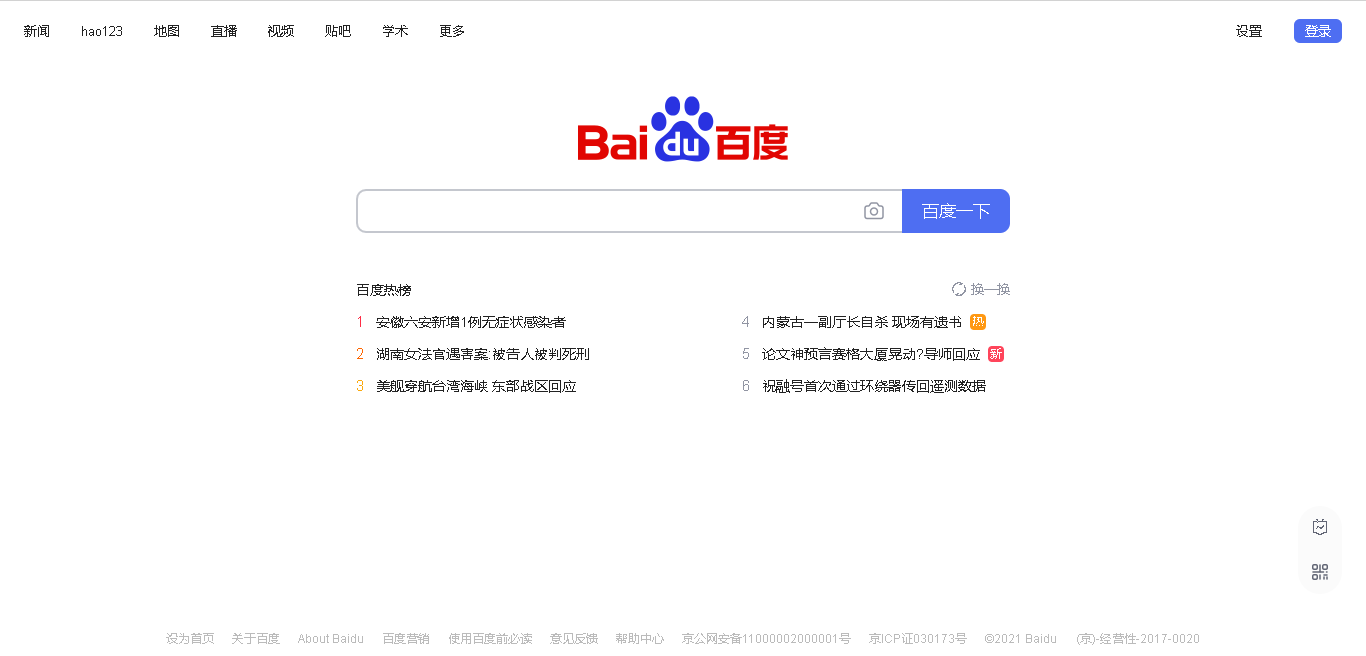 新闻 hao123 地图 直播 视频 贴吧 学术 更多 设置 登录
Bai du 百度
百度一下
百度热榜 换一换
1 安徽六安新增1例无症状感染者
4 内蒙古一副厅长自杀 现场有遗书 热
2 湖南女法官遇害案:被告人被判死刑
5 论文神预言赛格大厦晃动?导师回应 新
3 美舰穿航台湾海峡 东部战区回应
6 祝融号首次通过环绕器传回遥测数据
设为首页 关于百度 About Baidu 百度营销 使用百度前必读 意见反馈 帮助中心 京公网安备11000002000001号 京ICP证030173号 ©2021 Baidu (京)-经营性-2017-0020